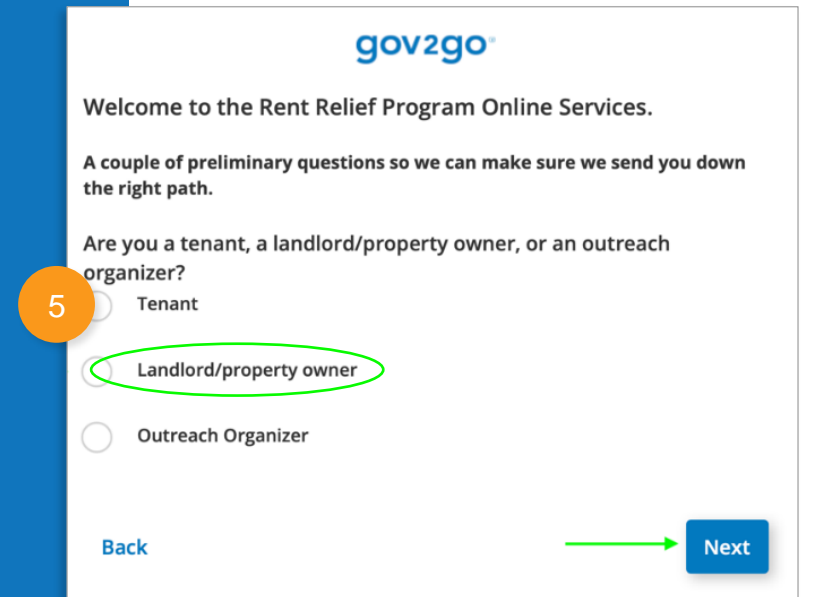 gov2go
Welcome to the Rent Relief Program Online Services.
A couple of preliminary questions so we can make sure we send you down
the right path.
Are you a tenant, a landlord/property owner, or an outreach
organizer?
5
Tenant
Landlord/property owner
Outreach Organizer
Back
Next